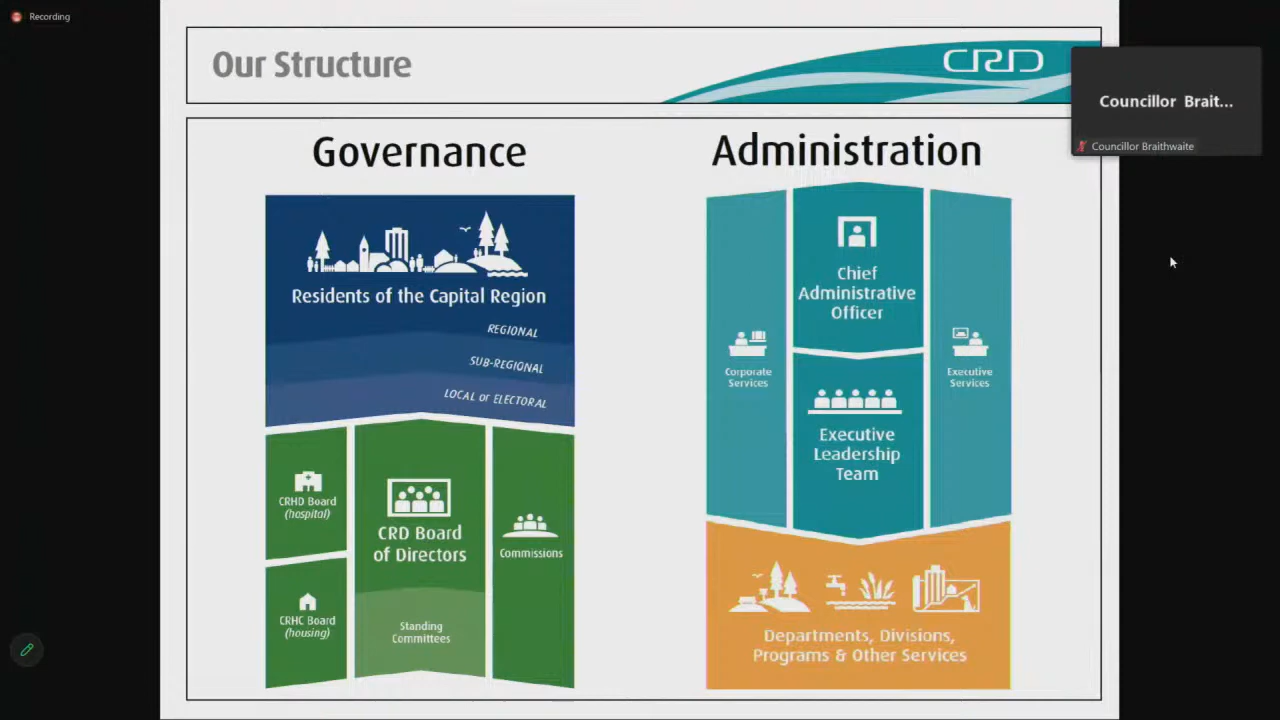 Recording
Our Structure
CRD
Councillor Brait...
Councillor Braithwaite
Governance
Residents of the Capital Region
REGIONAL
SUB-REGIONAL
LOCAL or ELECTORAL
CRHD Board
(hospital)
CRHC Board
(housing)
CRD Board
of Directors
Standing
Committees
Commissions
Administration
Corporate
Services
Chief
Administrative
Officer
Executive
Leadership
Team
Executive
Services
Departments, Divisions,
Programs & Other Services